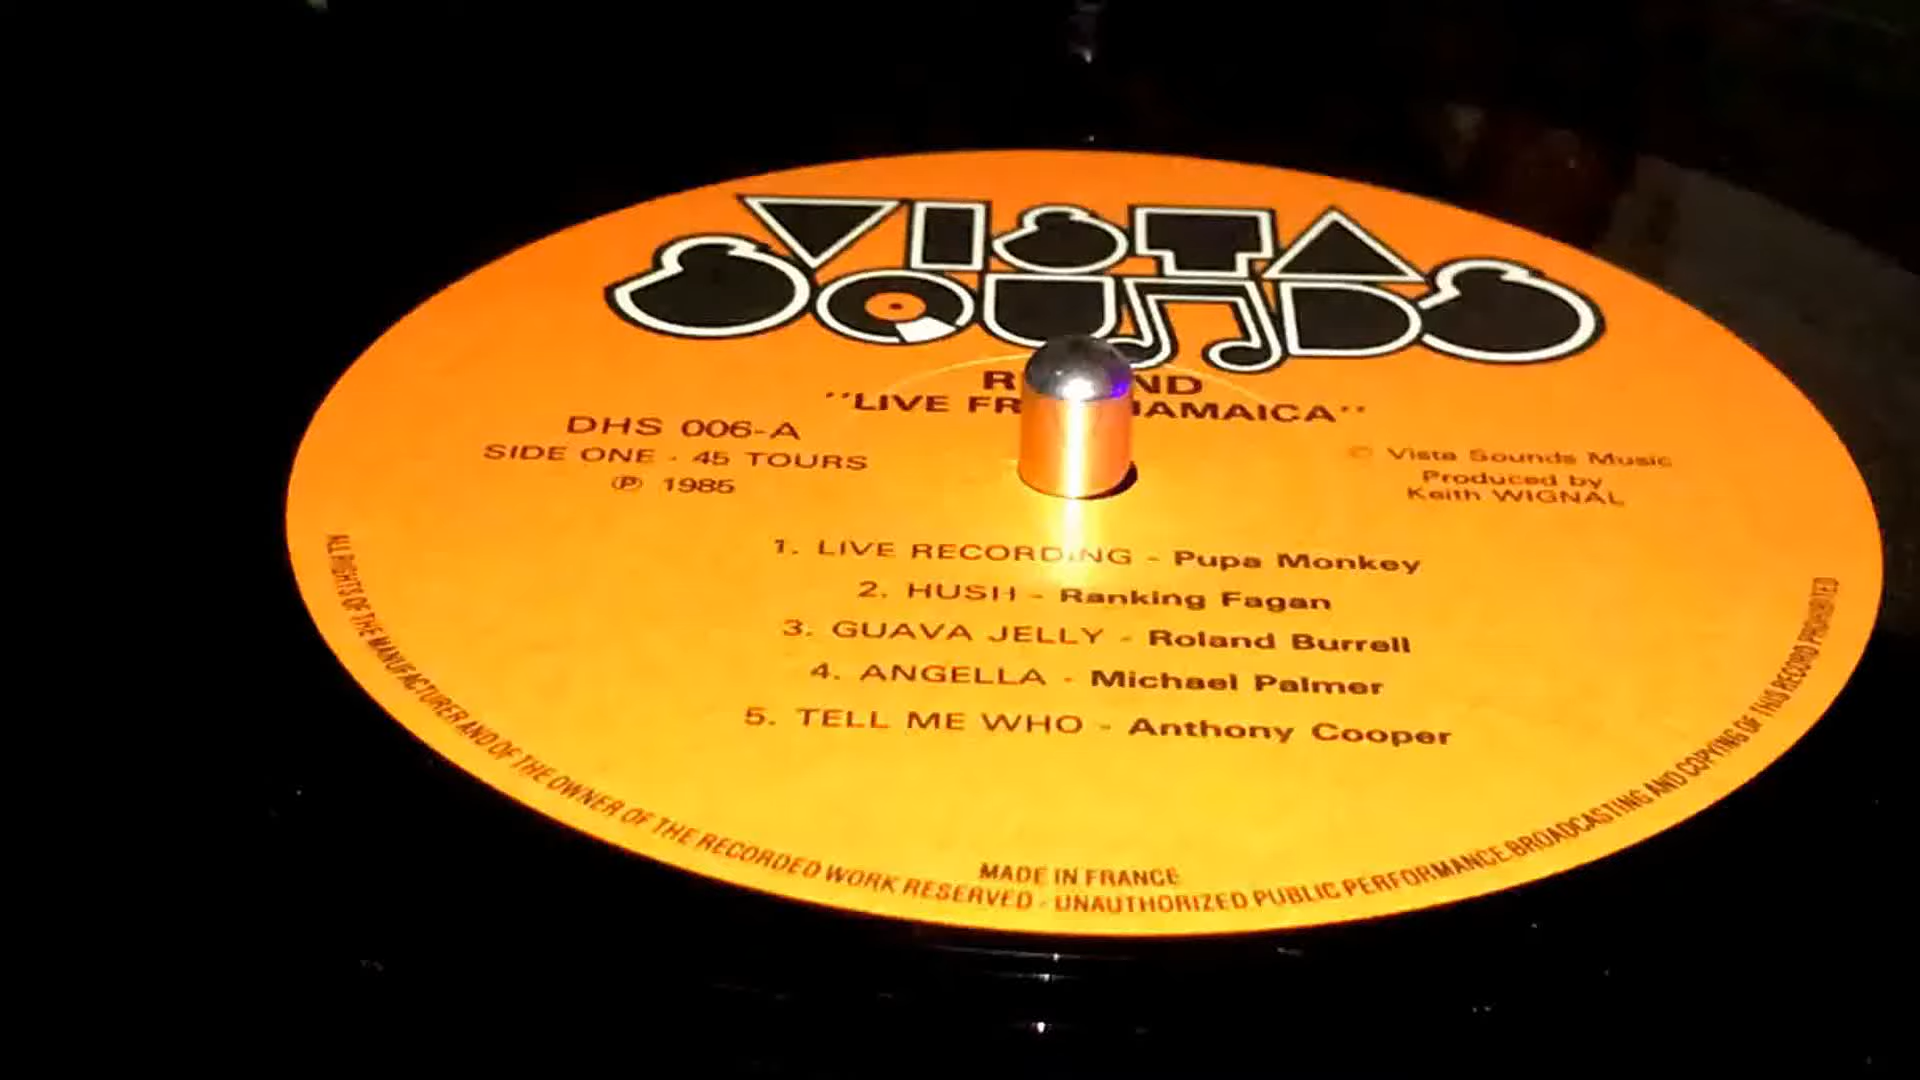 VISTA
SOUNDS
"LIVE JAMAICA"
DHS 006-A
SIDE ONE - 45 TOURS
℗ 1985
© Vista Sounds Music
Produced by
Keith WIGNAL
1. LIVE RECORDING - Pupa Monkey
2. HUSH - Ranking Fagan
3. GUAVA JELLY - Roland Burrell
4. ANGELLA - Michael Palmer
5. TELL ME WHO - Anthony Cooper
MADE IN FRANCE
ALL RIGHTS OF THE MANUFACTURER AND OF THE OWNER OF THE RECORDED WORK RESERVED - UNAUTHORIZED PUBLIC PERFORMANCE BROADCASTING AND COPYING OF THIS RECORD PROHIBITED